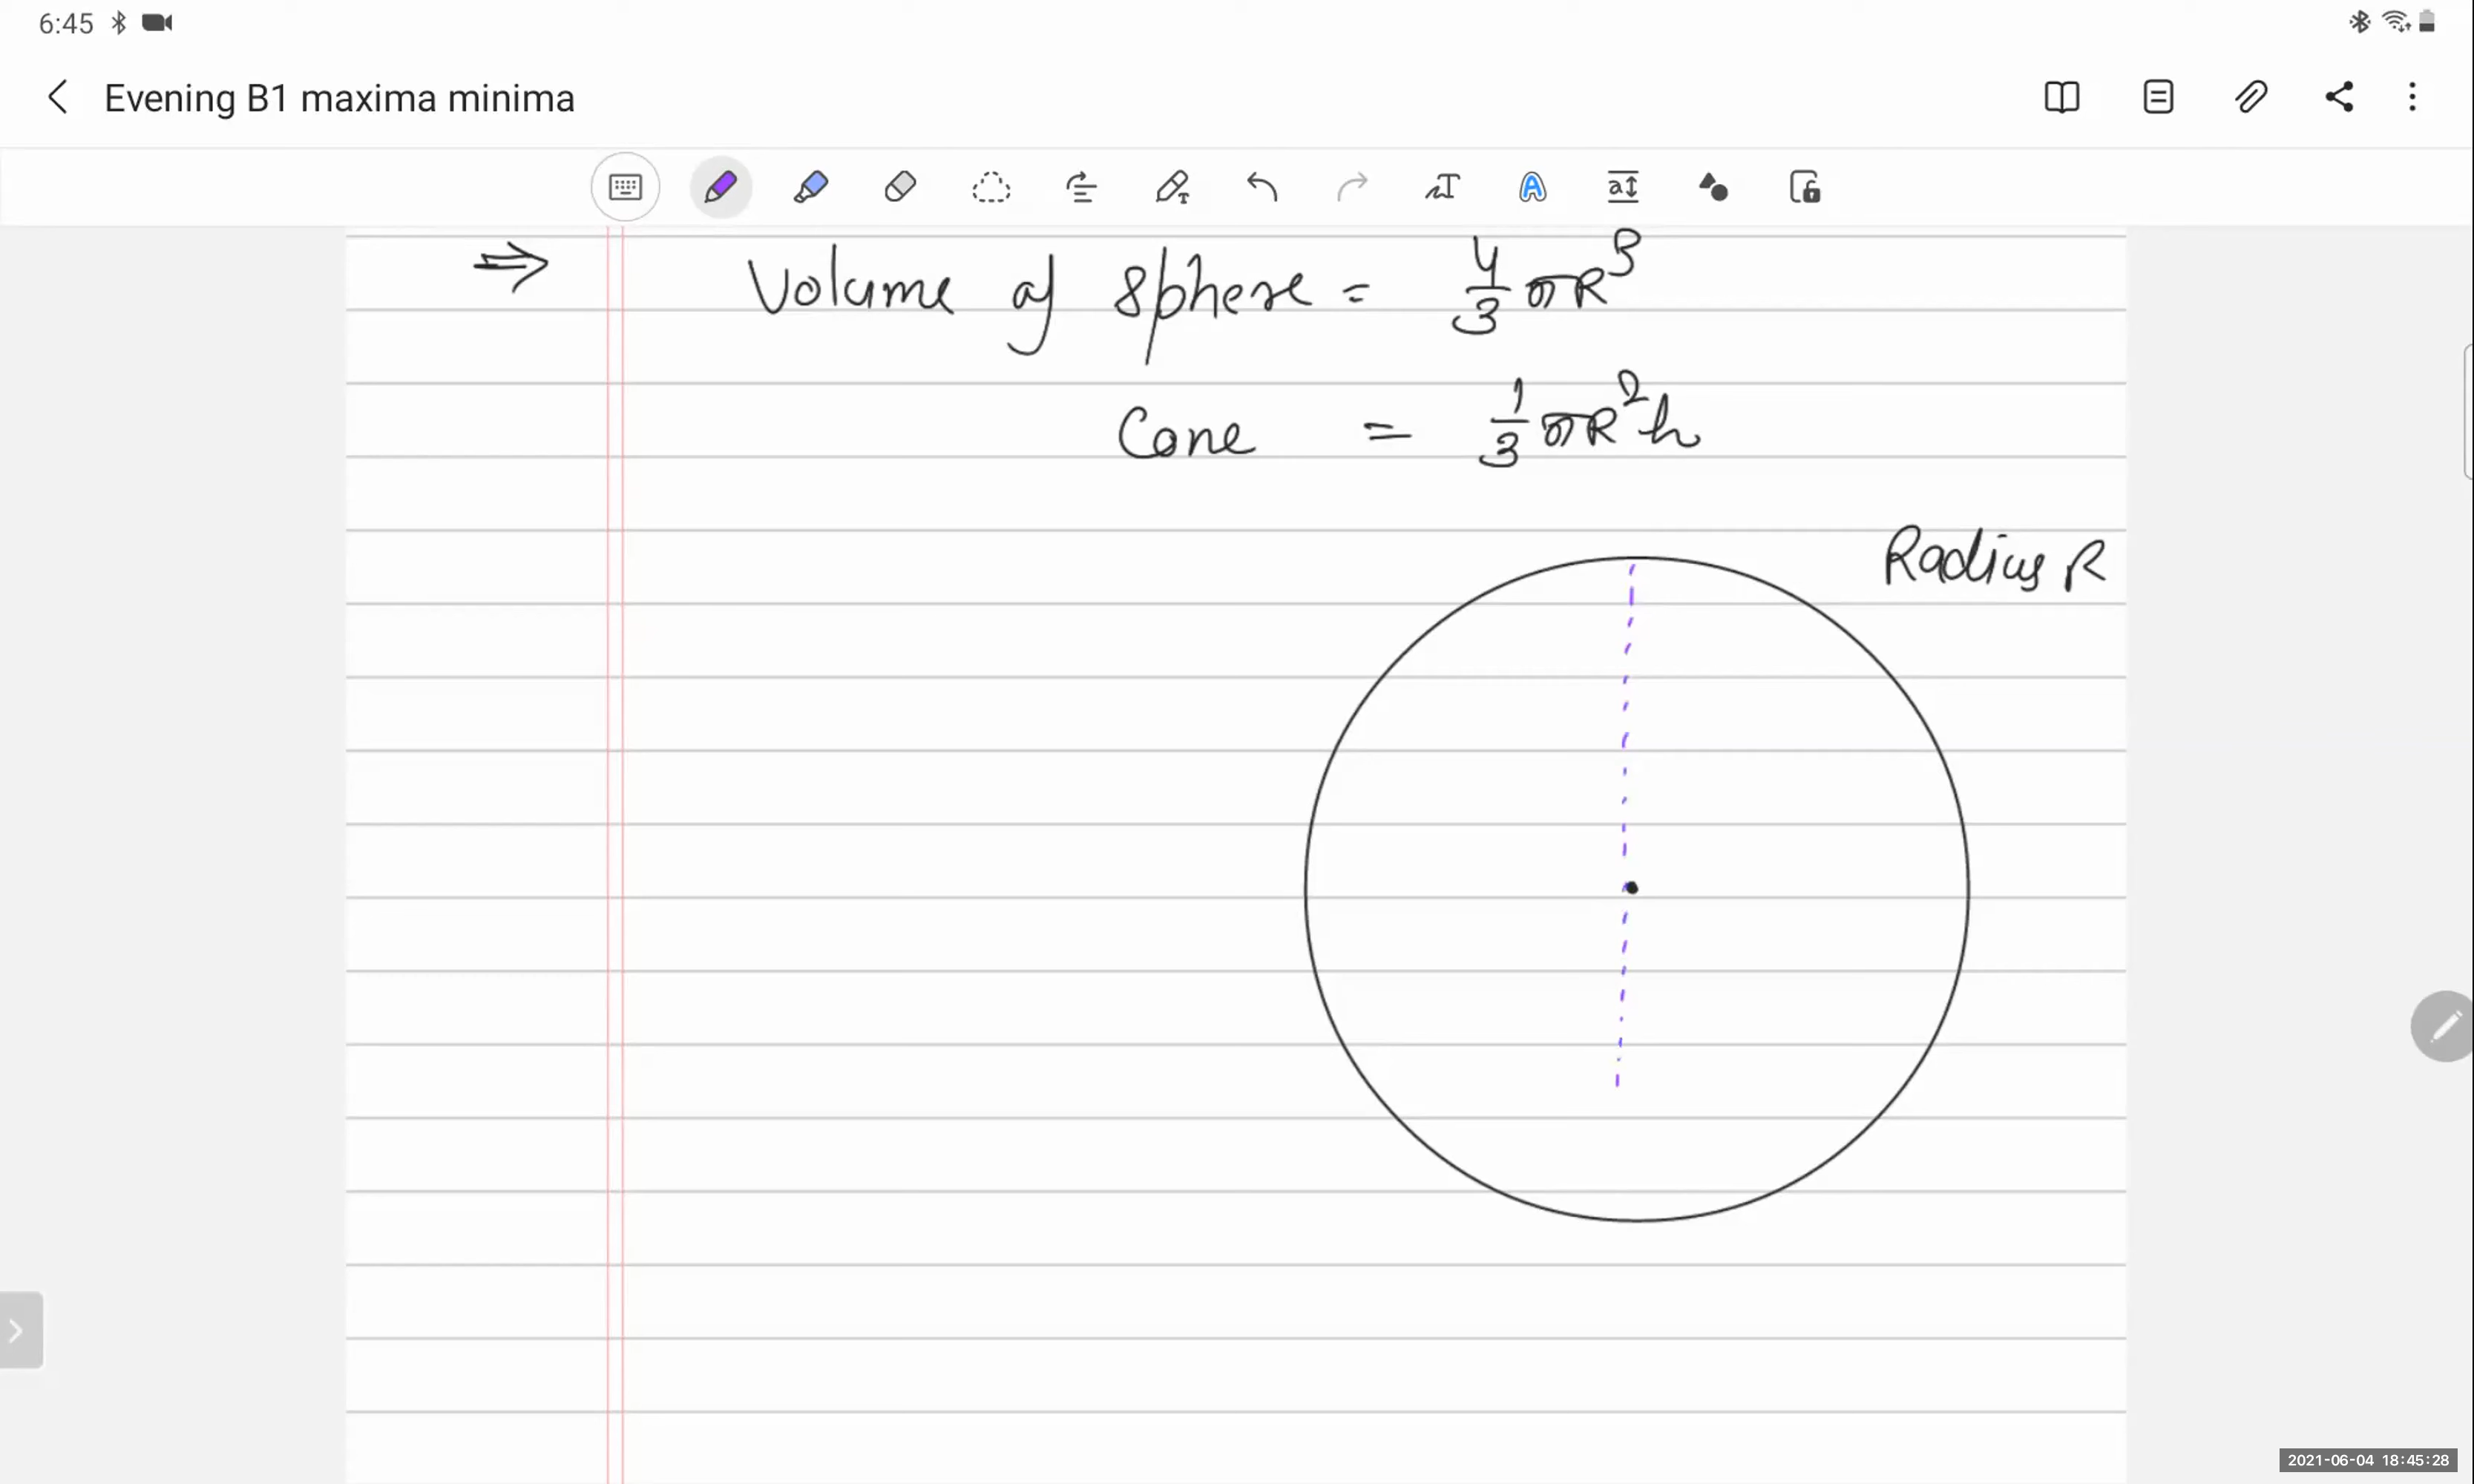 6:45
Evening B1 maxima minima
⇒ Volume of sphere = 4/3 πR³
Cone = 1/3 πR²h
Radius R
2021-06-04 18:45:28